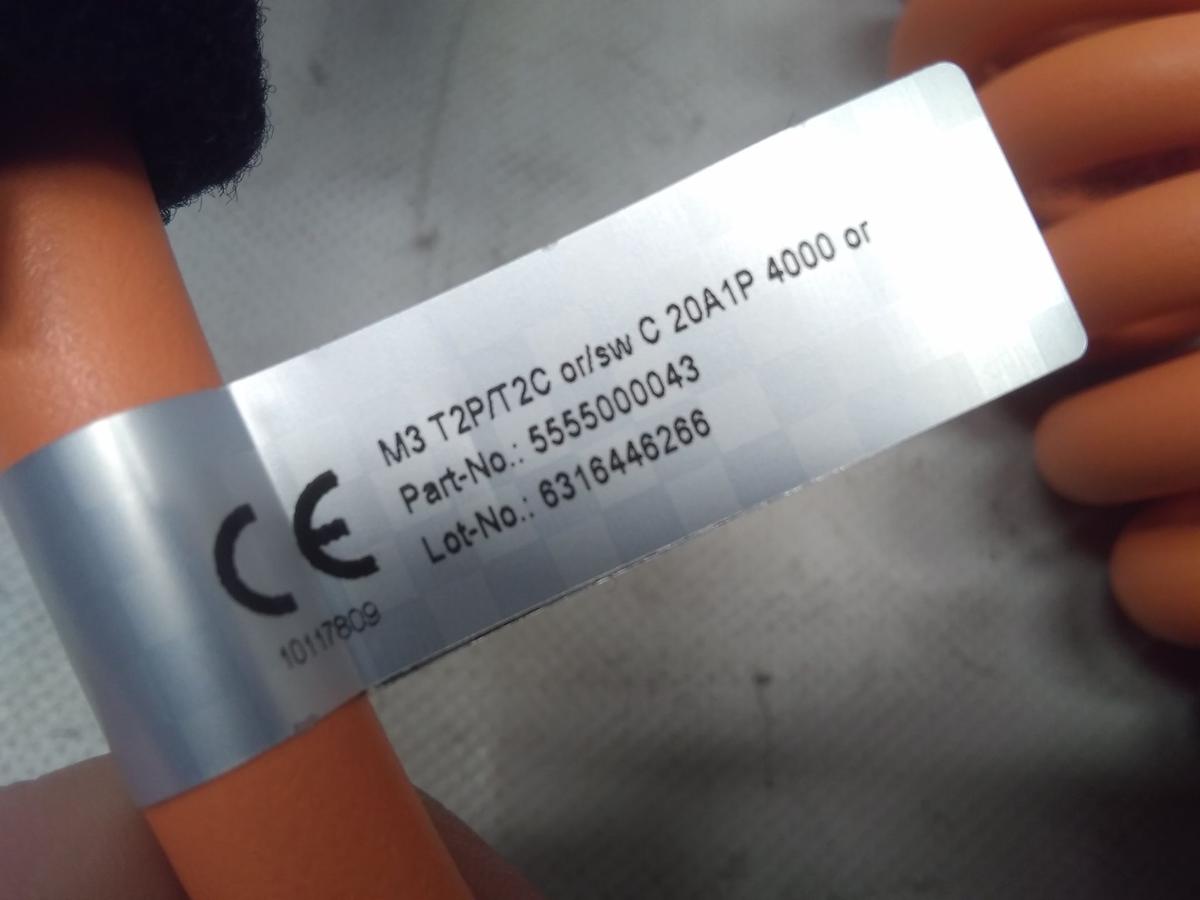 M3 T2P/T2C or/sw C 20A1P 4000 or
Part-No.: 5555000043
Lot-No.: 6316446266
CE
10117809